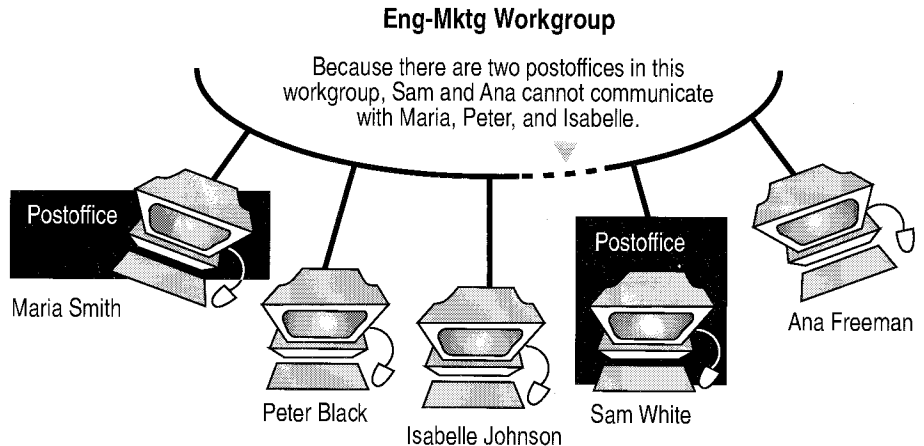 Eng-Mktg Workgroup
Because there are two postoffices in this
workgroup, Sam and Ana cannot communicate
with Maria, Peter, and Isabelle.
Postoffice
Postoffice
Maria Smith
Ana Freeman
Peter Black
Sam White
Isabelle Johnson